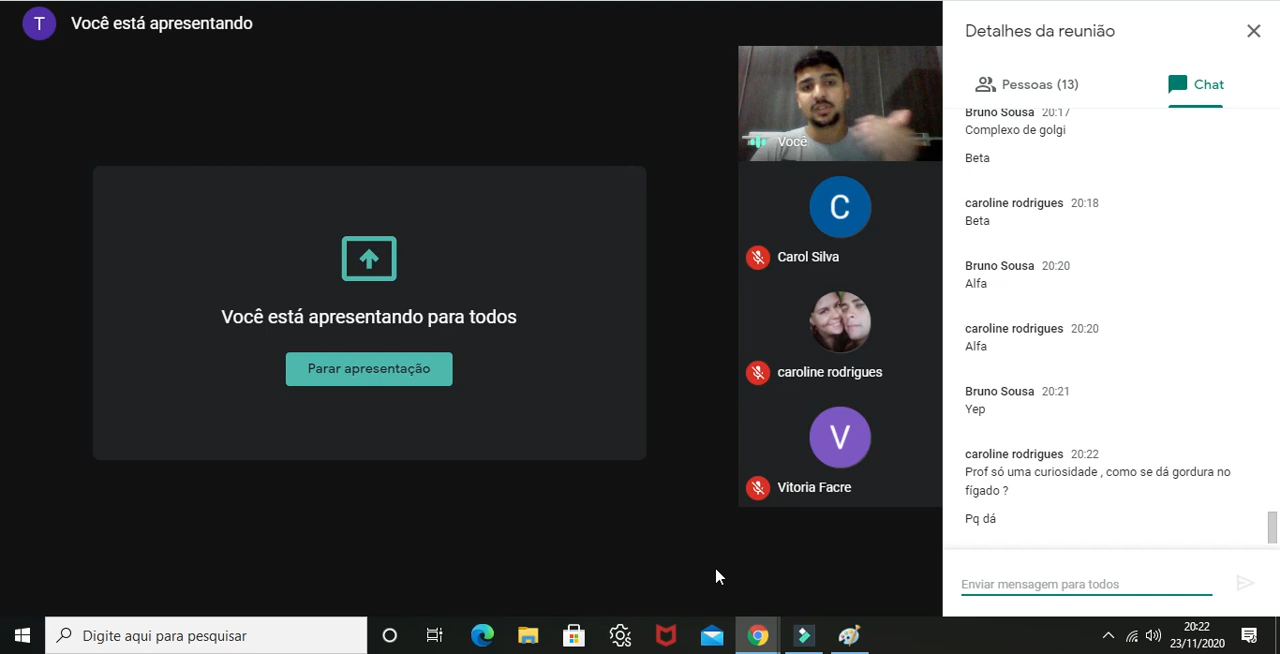 T
Você está apresentando
Você está apresentando para todos
Parar apresentação
Você
C
Carol Silva
caroline rodrigues
V
Vitoria Facre
Detalhes da reunião
Pessoas (13)
Chat
Bruno Sousa 20:17
Complexo de golgi
Beta
caroline rodrigues 20:18
Beta
Bruno Sousa 20:20
Alfa
caroline rodrigues 20:20
Alfa
Bruno Sousa 20:21
Yep
caroline rodrigues 20:22
Prof só uma curiosidade , como se dá gordura no
fígado ?
Pq dá
Enviar mensagem para todos
Digite aqui para pesquisar
20:22
23/11/2020